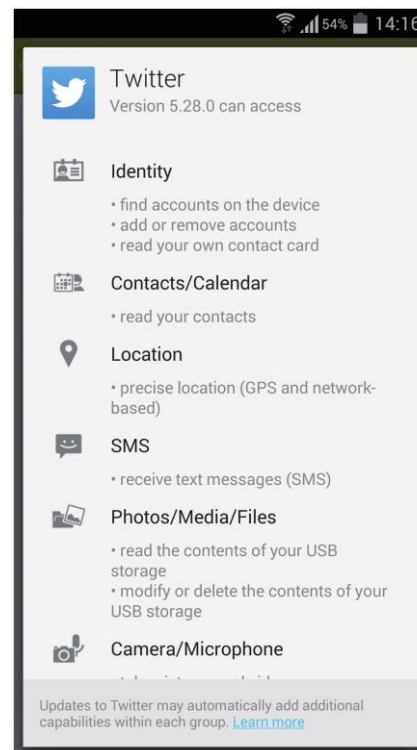 54% 14:16
Twitter
Version 5.28.0 can access
Identity
• find accounts on the device
• add or remove accounts
• read your own contact card
Contacts/Calendar
• read your contacts
Location
• precise location (GPS and network-
based)
SMS
• receive text messages (SMS)
Photos/Media/Files
• read the contents of your USB
storage
• modify or delete the contents of your
USB storage
Camera/Microphone
Updates to Twitter may automatically add additional
capabilities within each group. Learn more